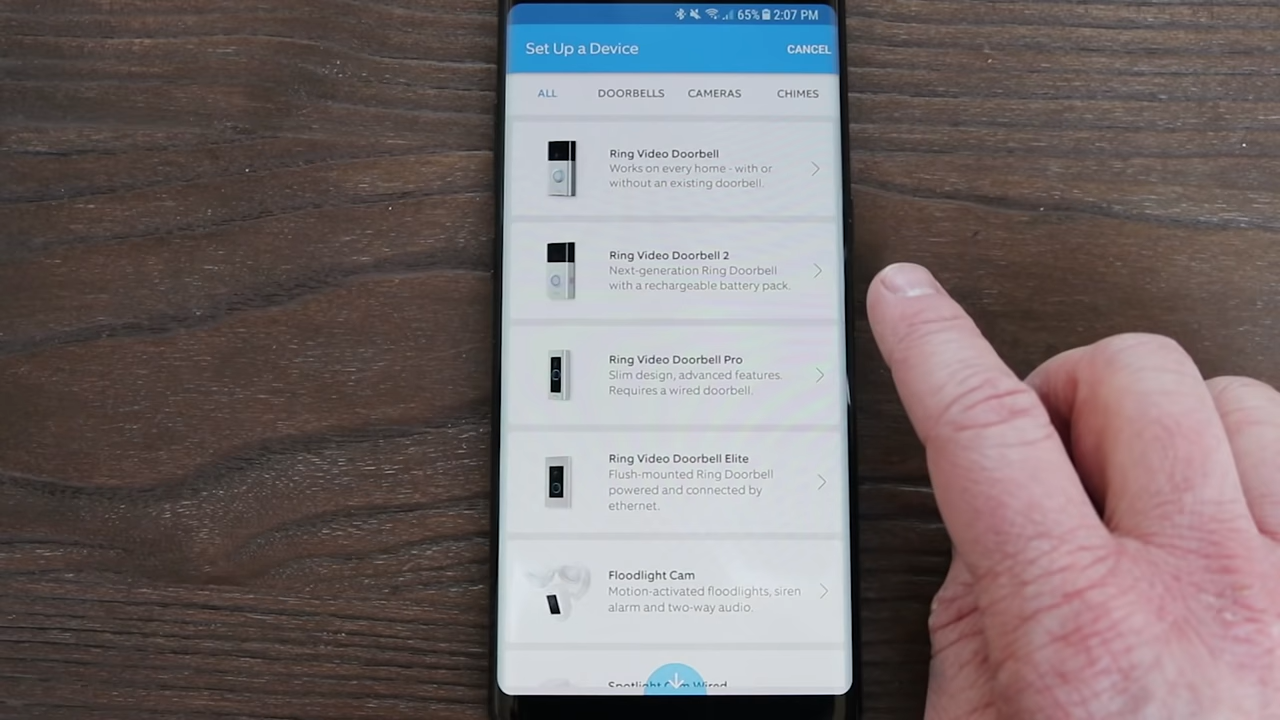 65% 2:07 PM
Set Up a Device CANCEL
ALL DOORBELLS CAMERAS CHIMES
Ring Video Doorbell
Works on every home - with or
without an existing doorbell.
Ring Video Doorbell 2
Next-generation Ring Doorbell
with a rechargeable battery pack.
Ring Video Doorbell Pro
Slim design, advanced features.
Requires a wired doorbell.
Ring Video Doorbell Elite
Flush-mounted Ring Doorbell
powered and connected by
ethernet.
Floodlight Cam
Motion-activated floodlights, siren
alarm and two-way audio.
Spotlight Cam Wired